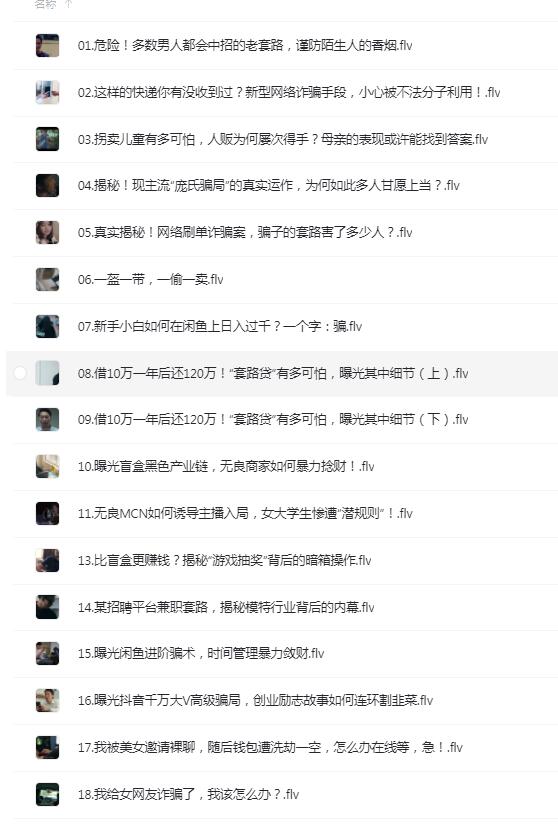 名称 ↑
01.危险！多数男人都会中招的老套路，谨防陌生人的香烟.flv
02.这样的快递你有没收到过？新型网络诈骗手段，小心被不法分子利用！.flv
03.拐卖儿童有多可怕，人贩为何屡次得手？母亲的表现或许能找到答案.flv
04.揭秘！现主流“庞氏骗局”的真实运作，为何如此多人甘愿上当？.flv
05.真实揭秘！网络刷单诈骗案，骗子的套路害了多少人？.flv
06.一盔一带，一偷一卖.flv
07.新手小白如何在闲鱼上日入过千？一个字：骗.flv
08.借10万一年后还120万！“套路贷”有多可怕，曝光其中细节（上）.flv
09.借10万一年后还120万！“套路贷”有多可怕，曝光其中细节（下）.flv
10.曝光盲盒黑色产业链，无良商家如何暴力捻财！.flv
11.无良MCN如何诱导主播入局，女大学生惨遭“潜规则”！.flv
13.比盲盒更赚钱？揭秘“游戏抽奖”背后的暗箱操作.flv
14.某招聘平台兼职套路，揭秘模特行业背后的内幕.flv
15.曝光闲鱼进阶骗术，时间管理暴力敛财.flv
16.曝光抖音千万大V高级骗局，创业励志故事如何连环割韭菜.flv
17.我被美女邀请裸聊，随后钱包遭洗劫一空，怎么办在线等，急！.flv
18.我给女网友诈骗了，我该怎么办？.flv